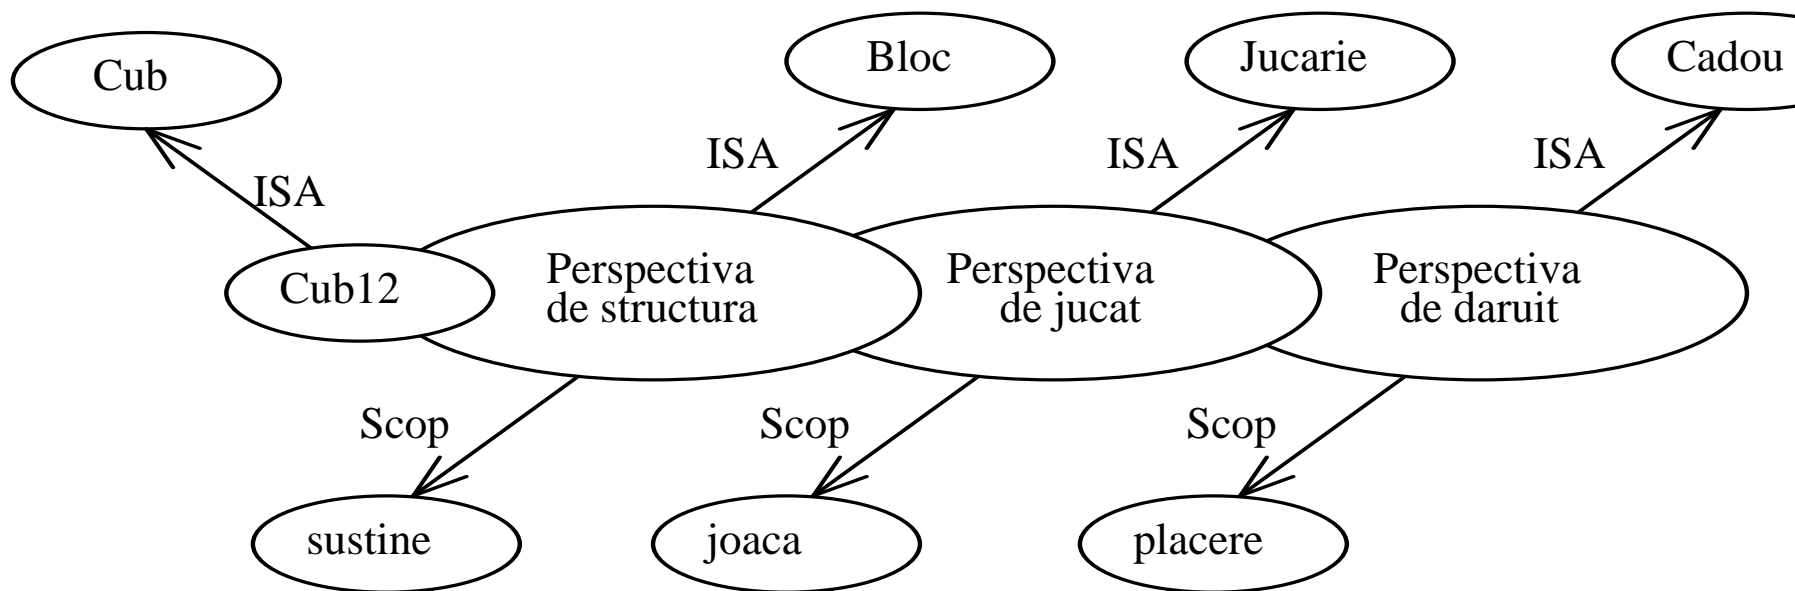 Cub
Bloc
Jucarie
Cadou
ISA
ISA
ISA
ISA
Cub12
Perspectiva
de structura
Perspectiva
de jucat
Perspectiva
de daruit
Scop
Scop
Scop
sustine
joaca
placere